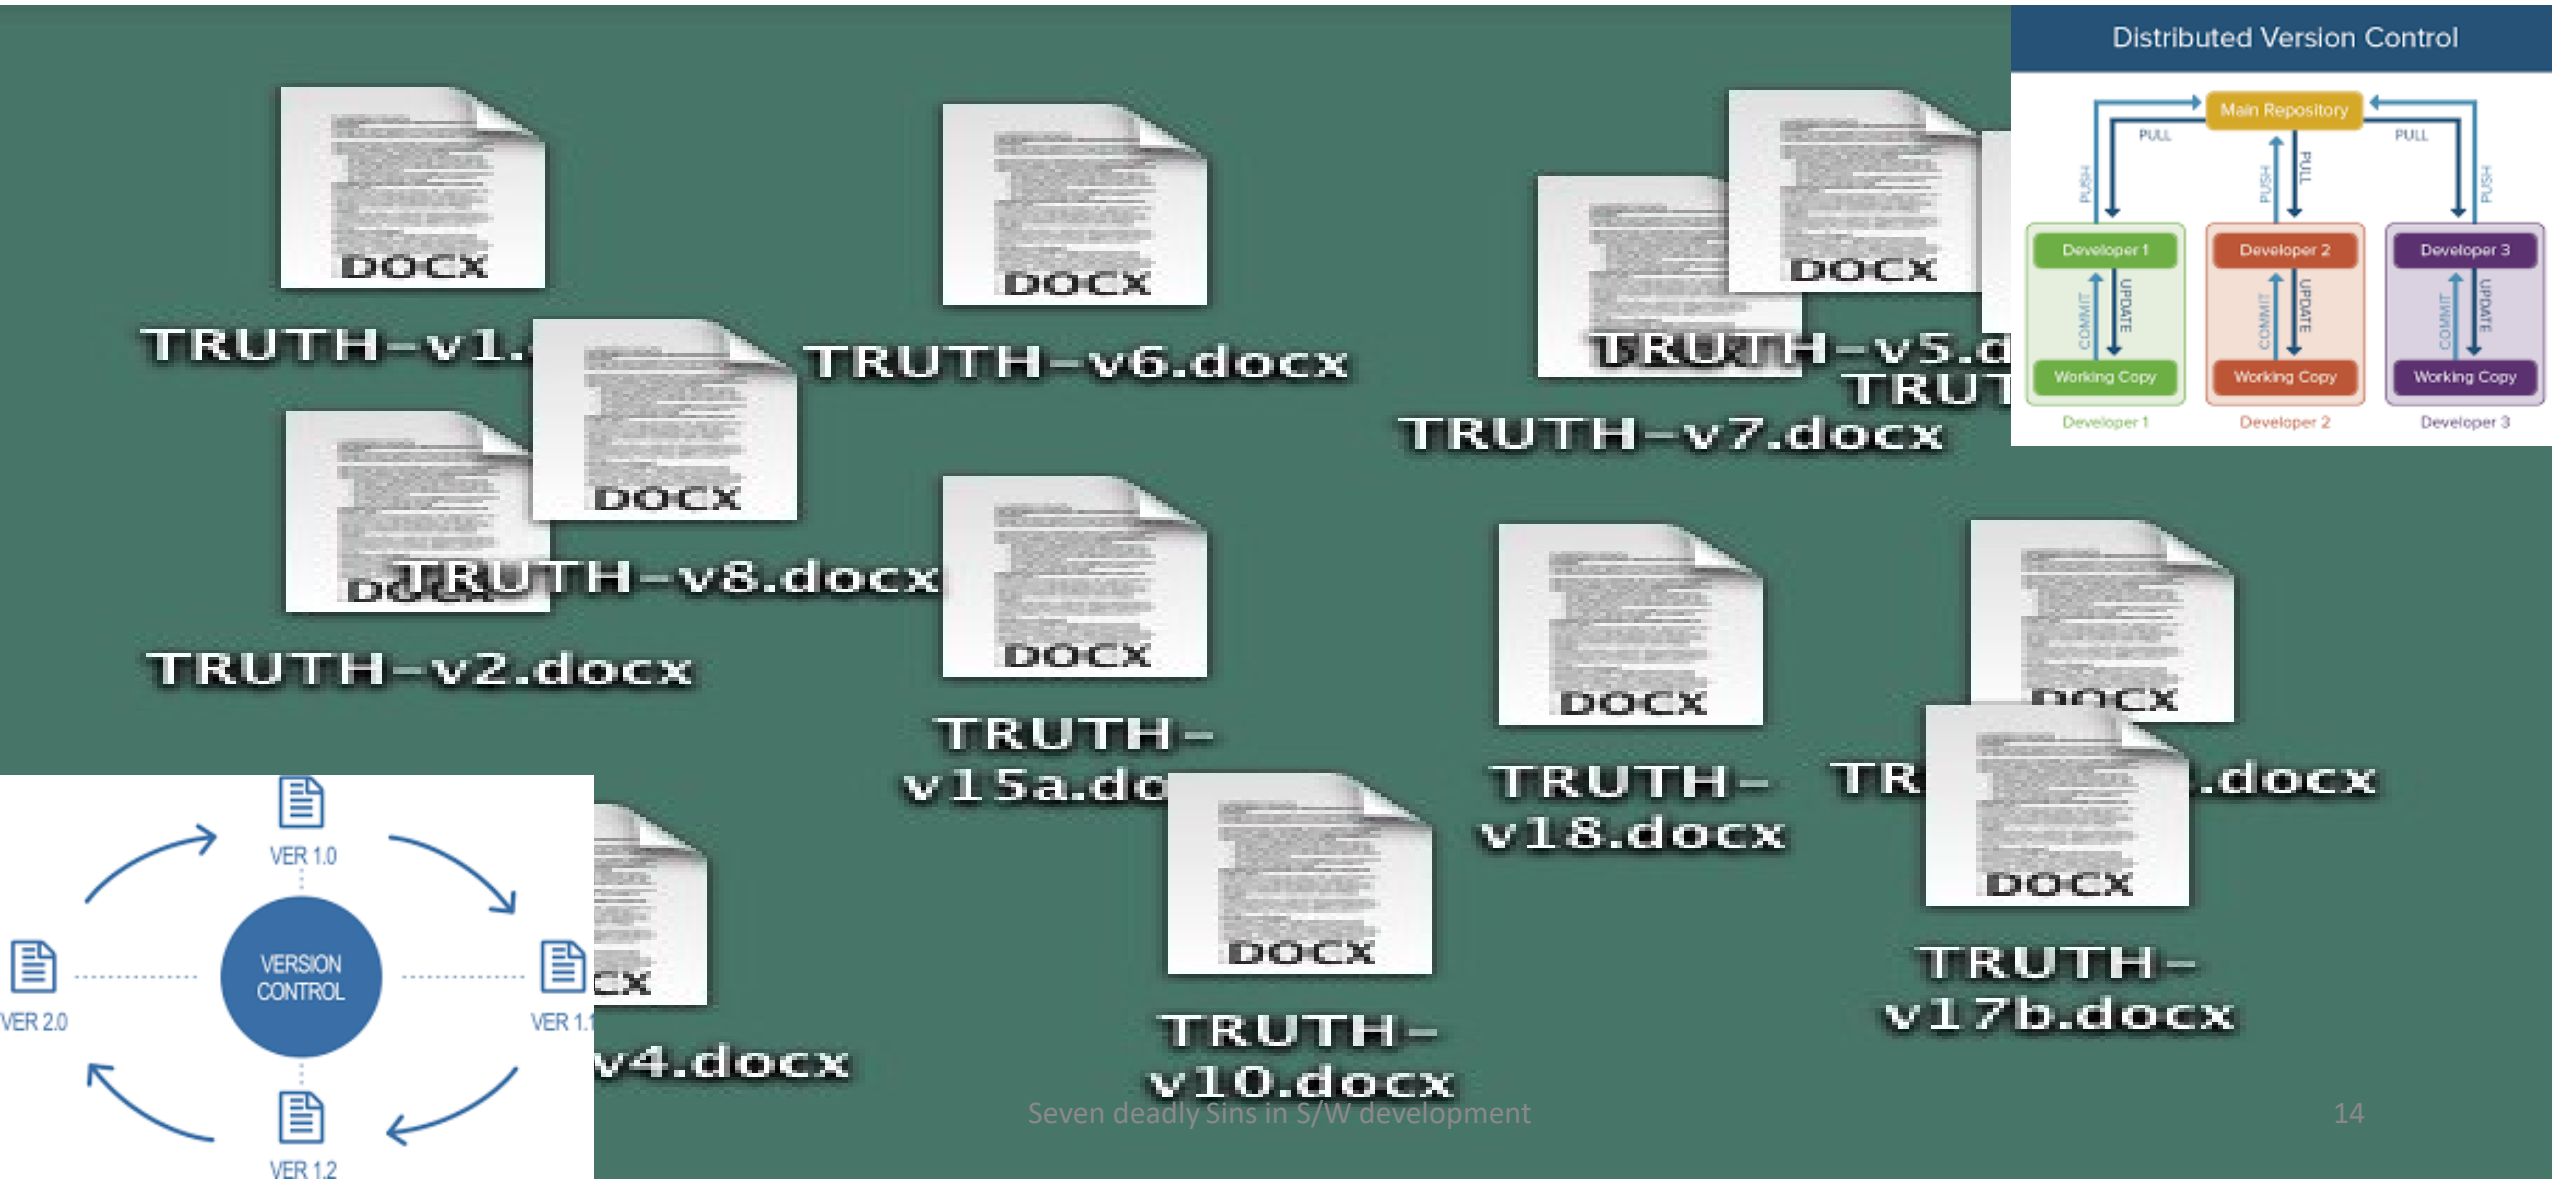 Distributed Version Control
Main Repository
PULL
PULL
PUSH
PUSH
PULL
PUSH
Developer 1
Developer 2
Developer 3
COMMIT
UPDATE
COMMIT
UPDATE
COMMIT
UPDATE
Working Copy
Working Copy
Working Copy
Developer 1
Developer 2
Developer 3
DOCX
TRUTH-v1.
DOCX
TRUTH-v6.docx
DOCX
TRUTH-v5.d
TRUT
TRUTH-v7.docx
DOCX
TRUTH-v8.docx
TRUTH-v2.docx
DOCX
TRUTH-
v15a.do
DOCX
TRUTH-
v18.docx
DOCX
TR
.docx
DOCX
TRUTH-
v17b.docx
CX
v4.docx
DOCX
TRUTH-
v10.docx
VER 1.0
VERSION
CONTROL
VER 2.0
VER 1.1
VER 1.2
Seven deadly Sins in S/W development
14